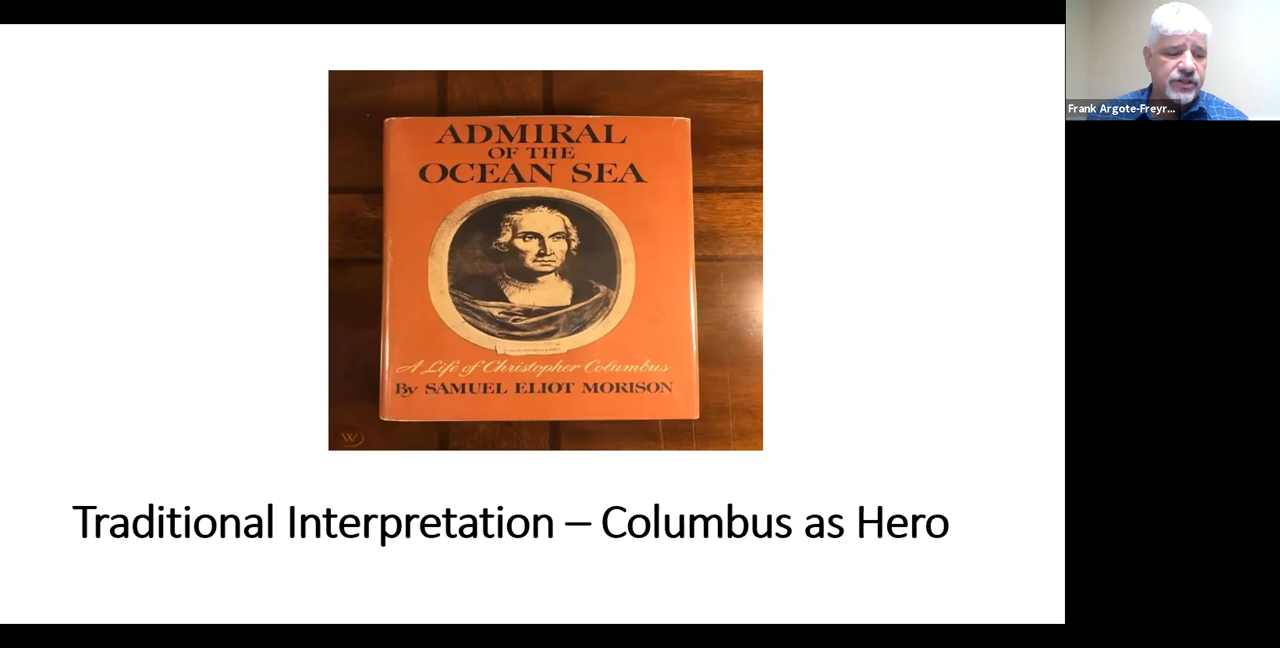 ADMIRAL
OF THE
OCEAN SEA
A Life of Christopher Columbus
By SAMUEL ELIOT MORISON
W
Traditional Interpretation – Columbus as Hero
Frank Argote-Freyr...